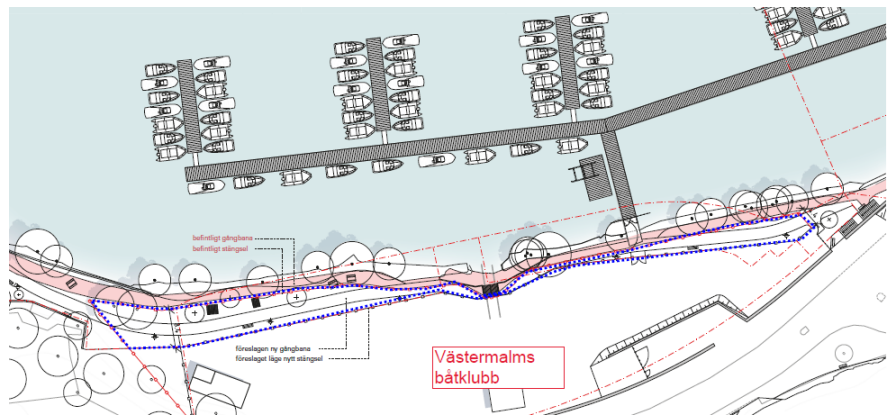 befintligt gångbana
befintligt stängsel
föreslagen ny gångbana
föreslaget läge nytt stängsel
Västermalms
båtklubb